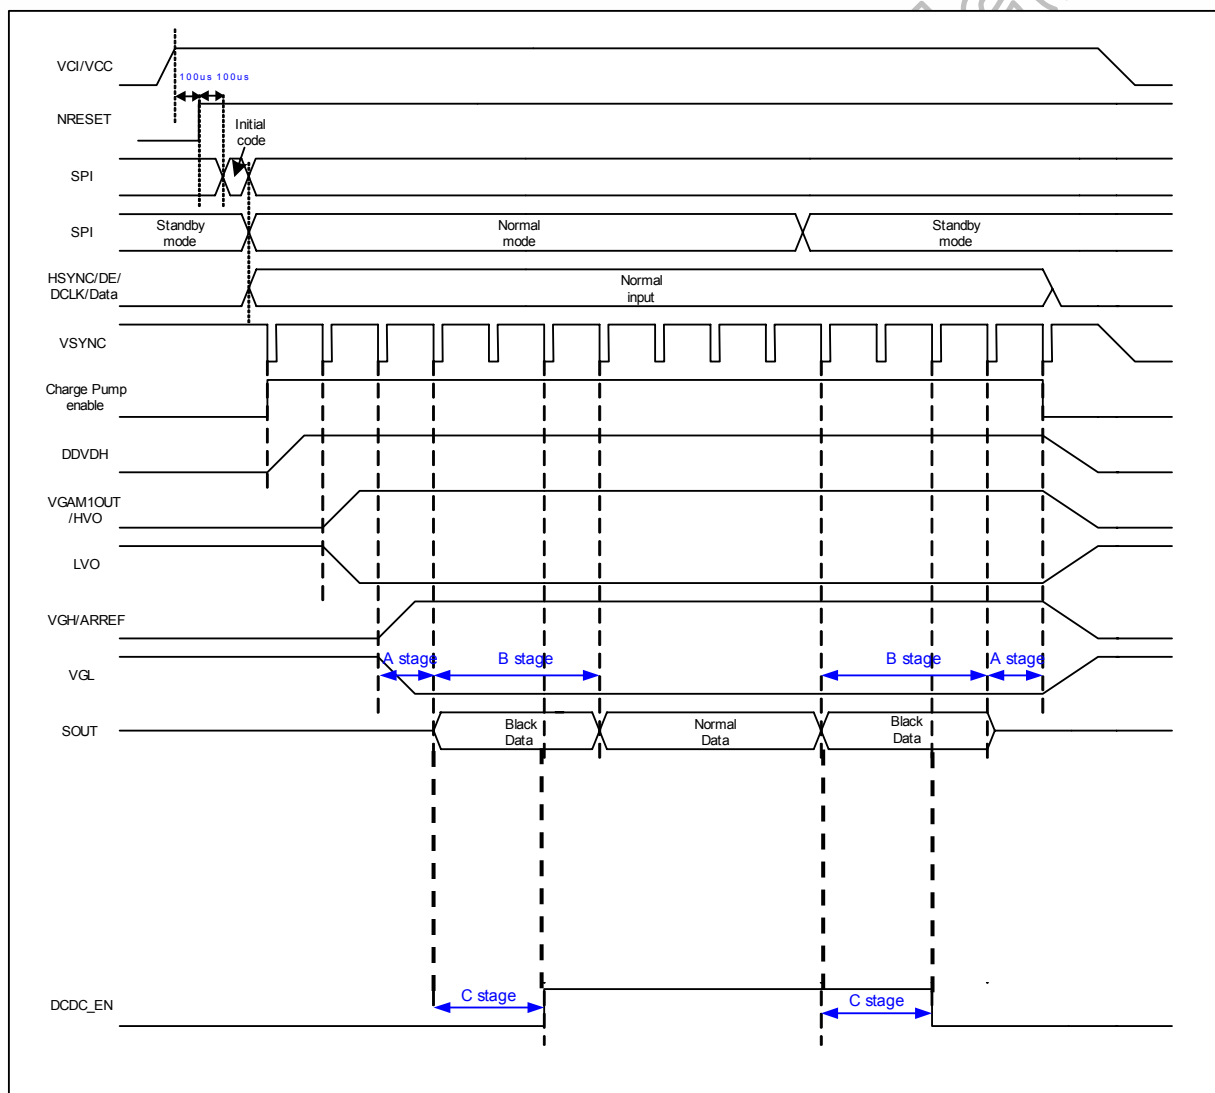 VCI/VCC
100us 100us
NRESET
Initial
code
SPI
SPI
Standby
mode
Normal
mode
Standby
mode
HSYNC/DE/
DCLK/Data
Normal
input
VSYNC
Charge Pump
enable
DDVDH
VGAM1OUT
/HVO
LVO
VGH/ARREF
A stage
B stage
B stage
A stage
VGL
SOUT
Black
Data
Normal
Data
Black
Data
C stage
C stage
DCDC_EN